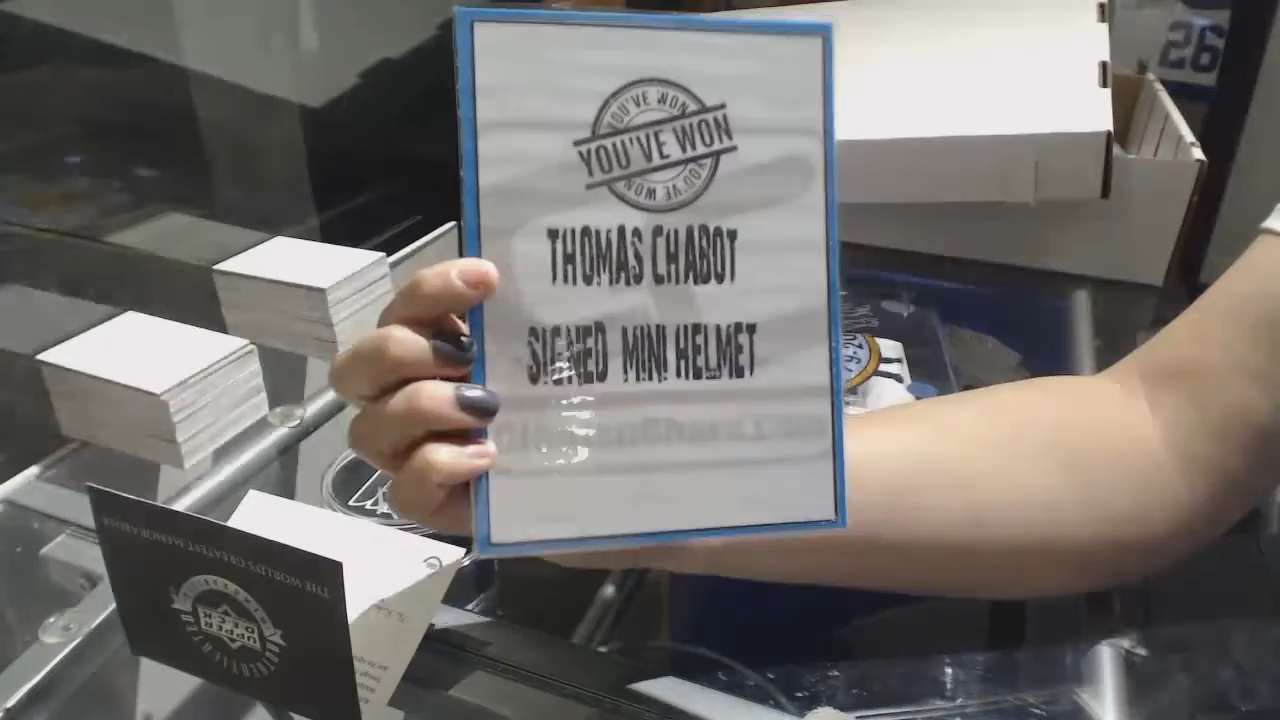 26
YOU'VE WON
YOU'VE WON
YOU'VE WON
THOMAS CHABOT
SIGNED MINI HELMET
THE WORLD'S GREATEST MEMORABILIA
UPPER
DECK
AUTHENTICATED